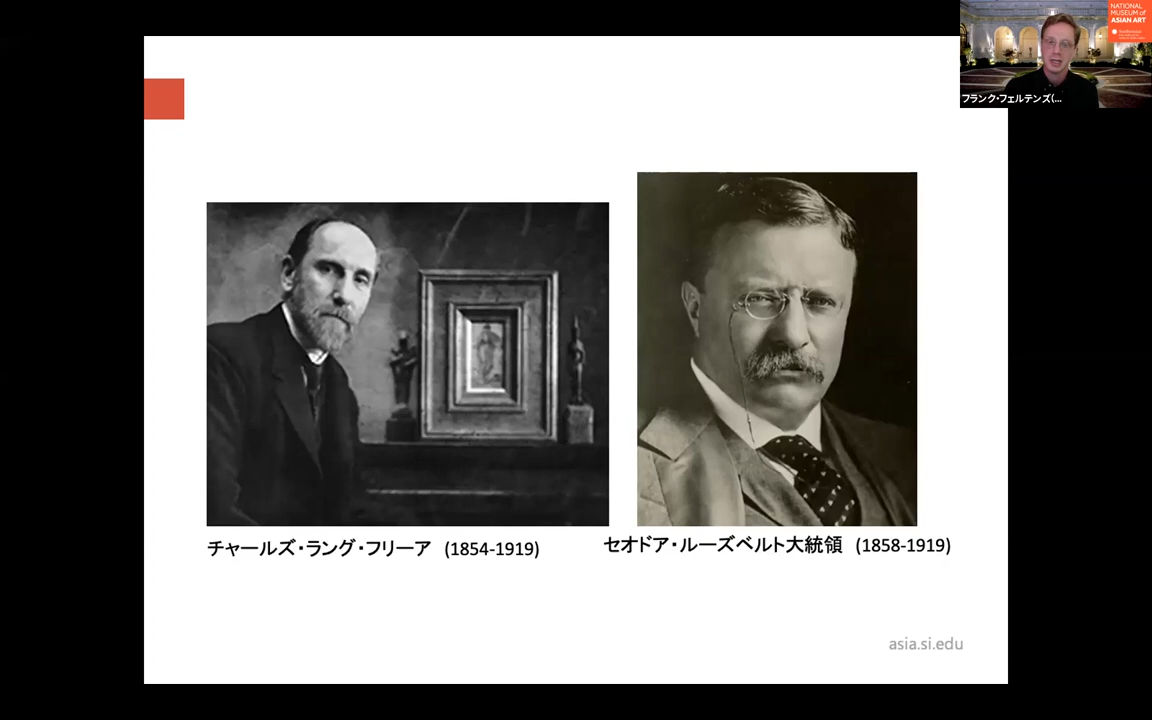 NATIONAL
MUSEUM of
ASIAN ART
Smithsonian
フランク・フェルテンズ(...
チャールズ・ラング・フリーア (1854-1919)
セオドア・ルーズベルト大統領 (1858-1919)
asia.si.edu